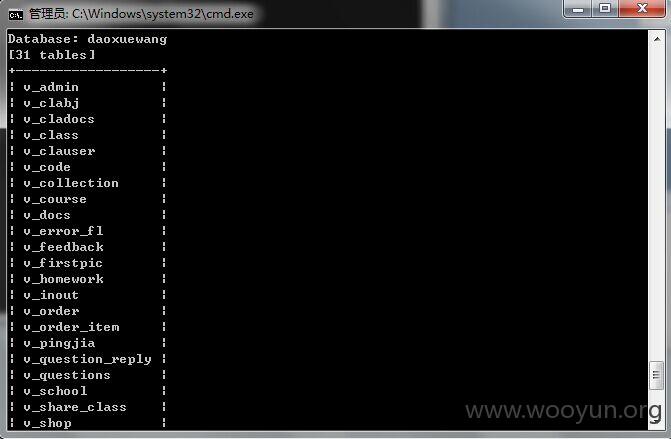 管理员: C:\Windows\system32\cmd.exe
Database: daoxuewang
[31 tables]
+------------------+
| v_admin          |
| v_clabj          |
| v_cladocs        |
| v_class          |
| v_clauser        |
| v_code           |
| v_collection     |
| v_course         |
| v_docs           |
| v_error_fl       |
| v_feedback       |
| v_firstpic       |
| v_homework       |
| v_inout          |
| v_order          |
| v_order_item     |
| v_pingjia        |
| v_question_reply |
| v_questions      |
| v_school         |
| v_share_class    |
| v_shop           |
www.wooyun.org